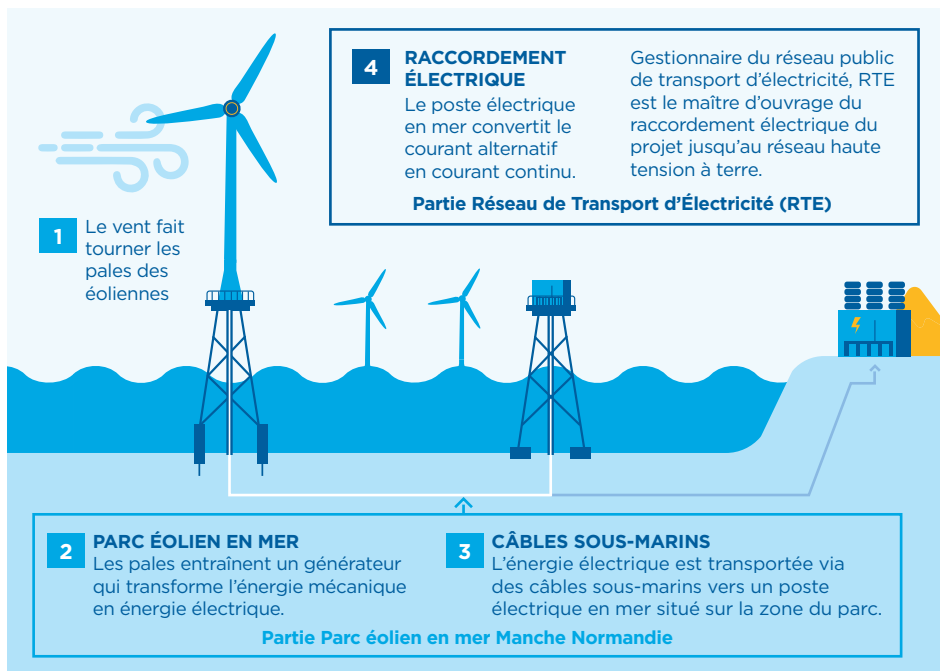 4
RACCORDEMENT
ÉLECTRIQUE
Le poste électrique
en mer convertit le
courant alternatif
en courant continu.
Gestionnaire du réseau public
de transport d'électricité, RTE
est le maître d'ouvrage du
raccordement électrique du
projet jusqu'au réseau haute
tension à terre.
Partie Réseau de Transport d'Électricité (RTE)
1
Le vent fait
tourner les
pales des
éoliennes
2
PARC ÉOLIEN EN MER
Les pales entraînent un générateur
qui transforme l'énergie mécanique
en énergie électrique.
3
CÂBLES SOUS-MARINS
L'énergie électrique est transportée via
des câbles sous-marins vers un poste
électrique en mer situé sur la zone du parc.
Partie Parc éolien en mer Manche Normandie